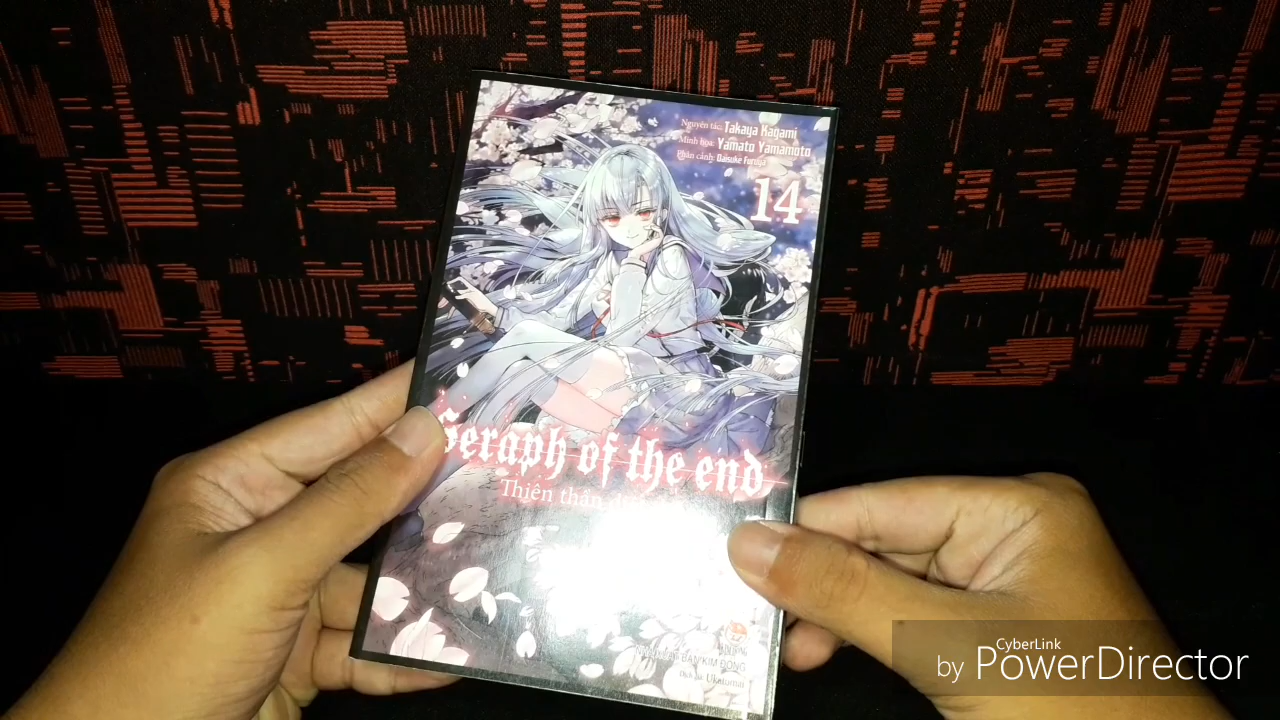 Nguyên tác: Takaya Kagami
Minh họa: Yamato Yamamoto
Phân cảnh: Daisuke Furuya
14
Seraph of the end
Thiên thần
BẢN KIM ĐỒNG
CyberLink
by PowerDirector